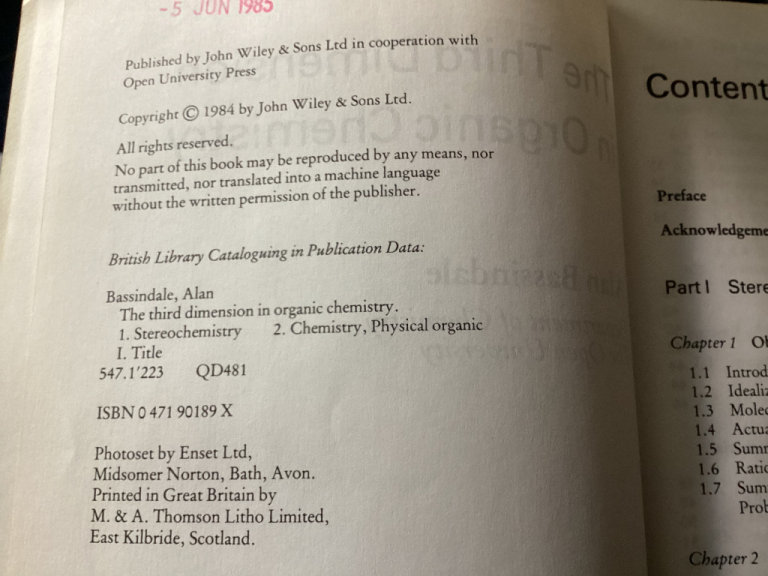 -5 JUN 1985
Published by John Wiley & Sons Ltd in cooperation with
Open University Press
Copyright © 1984 by John Wiley & Sons Ltd.
All rights reserved.
No part of this book may be reproduced by any means, nor
transmitted, nor translated into a machine language
without the written permission of the publisher.
British Library Cataloguing in Publication Data:
Bassindale, Alan
The third dimension in organic chemistry.
1. Stereochemistry 2. Chemistry, Physical organic
I. Title
547.1'223 QD481
ISBN 0 471 90189 X
Photoset by Enset Ltd,
Midsomer Norton, Bath, Avon.
Printed in Great Britain by
M. & A. Thomson Litho Limited,
East Kilbride, Scotland.
Content
Preface
Acknowledgeme
Part I Stere
Chapter 1
1.1 Introd
1.2 Idealiz
1.3 Molec
1.4 Actua
1.5 Summ
1.6 Ratio
1.7 Sum
Prob
Chapter 2